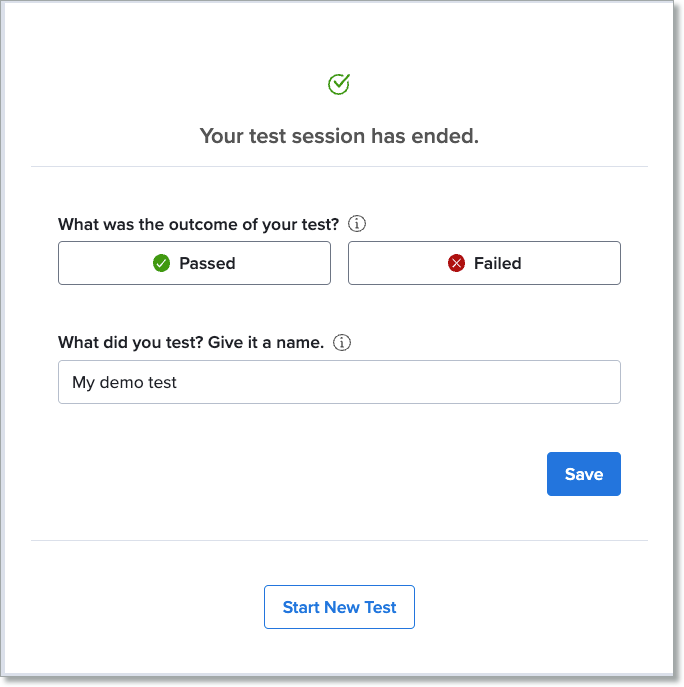 Your test session has ended.
What was the outcome of your test?
Passed
Failed
What did you test? Give it a name.
My demo test
Save
Start New Test